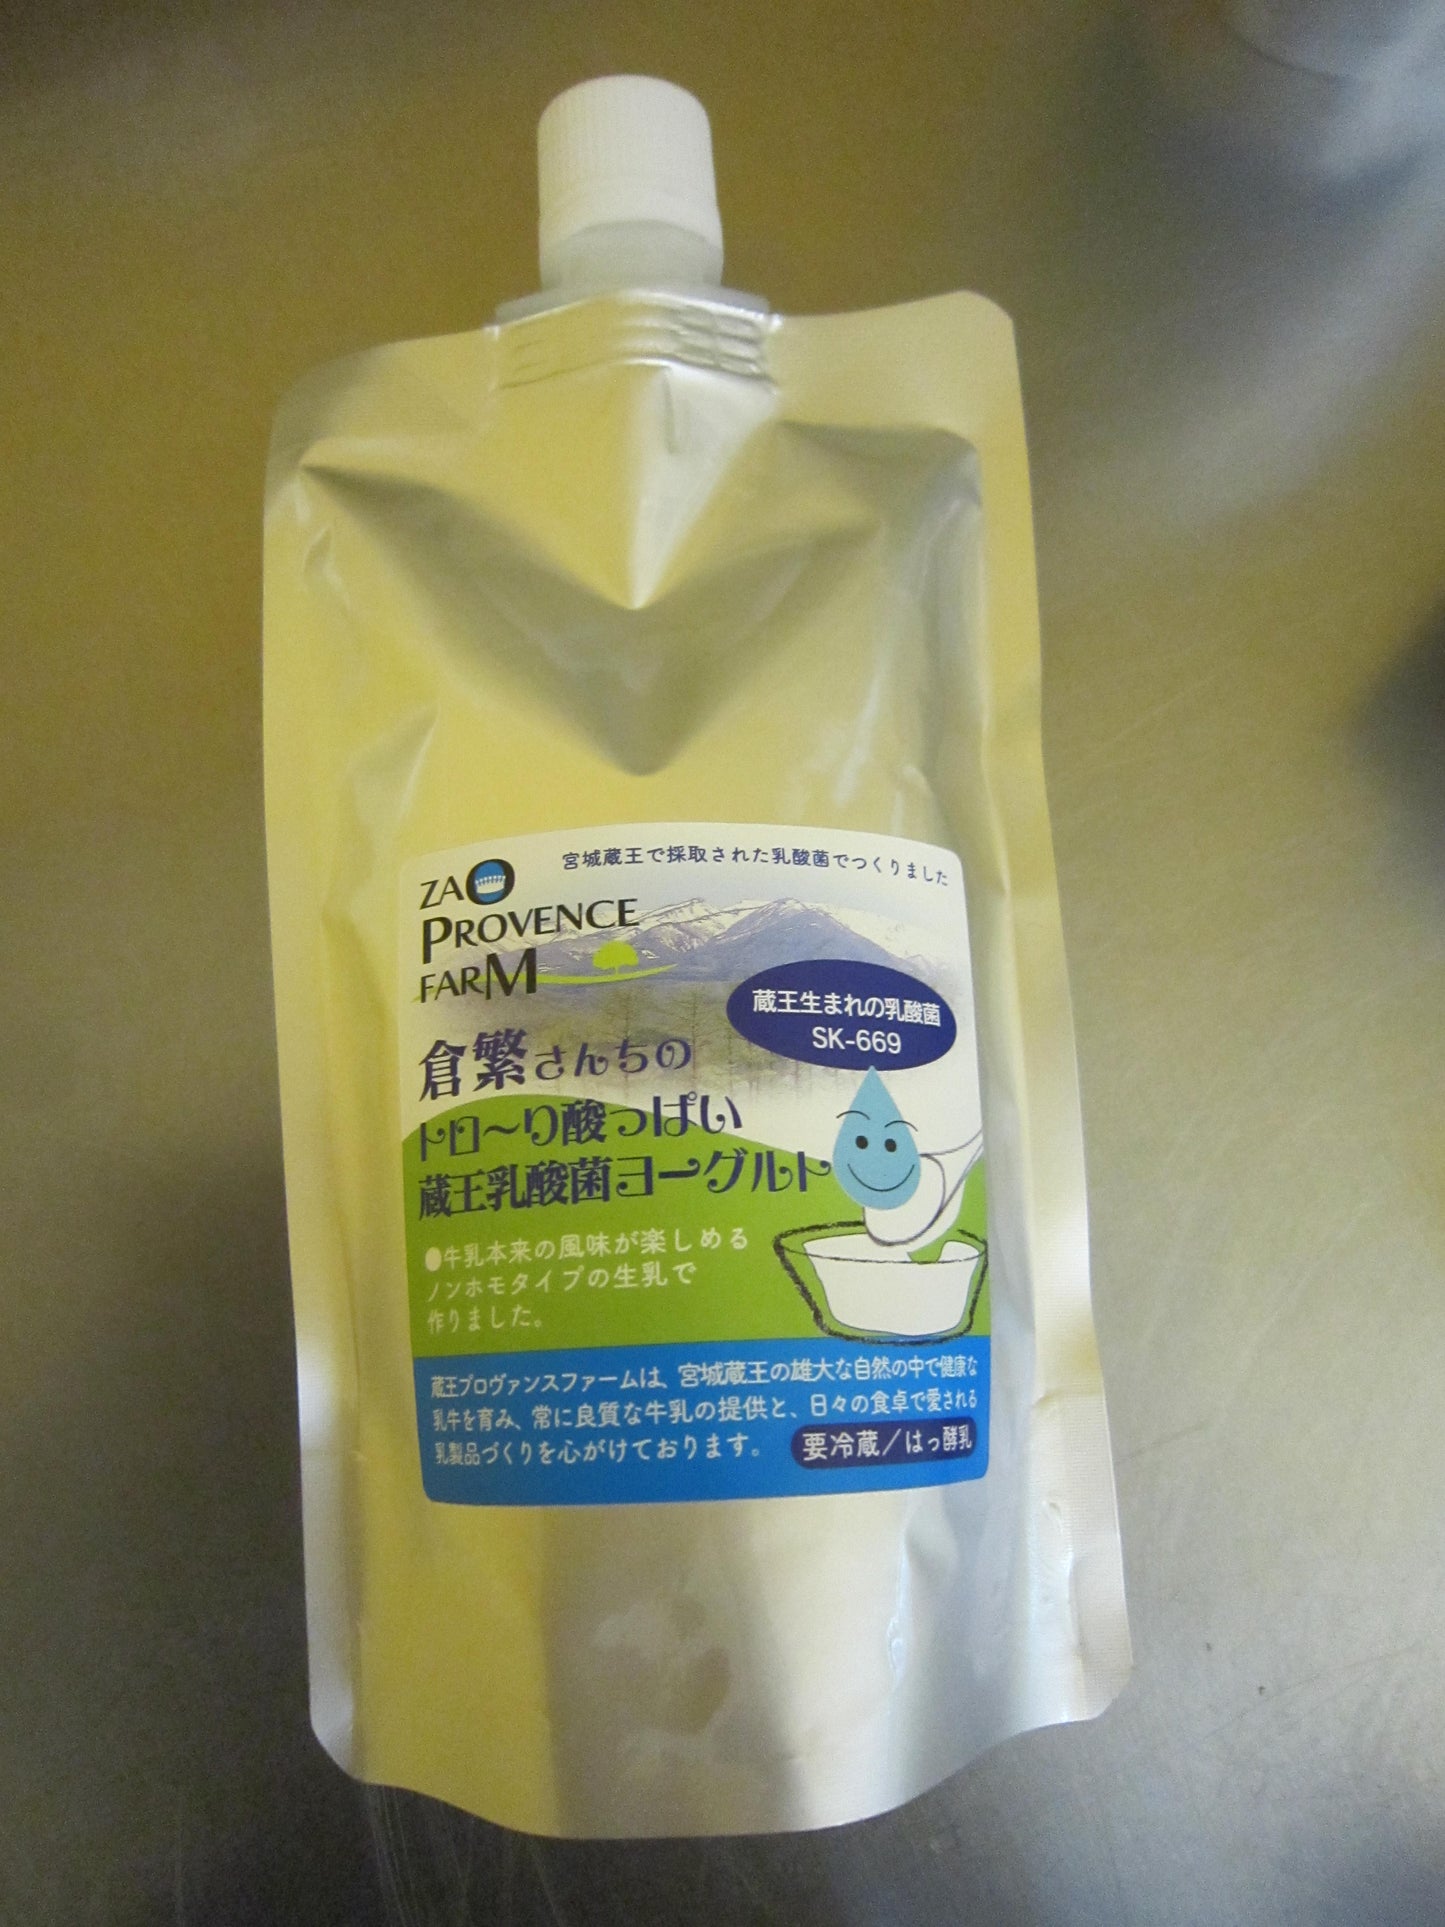 宮城蔵王で採取された乳酸菌でつくりました
ZAO
PROVENCE
FARM
蔵王生まれの乳酸菌
SK-669
倉繁さんちの
トロ〜り酸っぱい
蔵王乳酸菌ヨーグルト
●牛乳本来の風味が楽しめる
ノンホモタイプの生乳で
作りました。
蔵王プロヴァンスファームは、宮城蔵王の雄大な自然の中で健康な
乳牛を育み、常に良質な牛乳の提供と、日々の食卓で愛される
乳製品づくりを心がけております。
要冷蔵／はっ酵乳